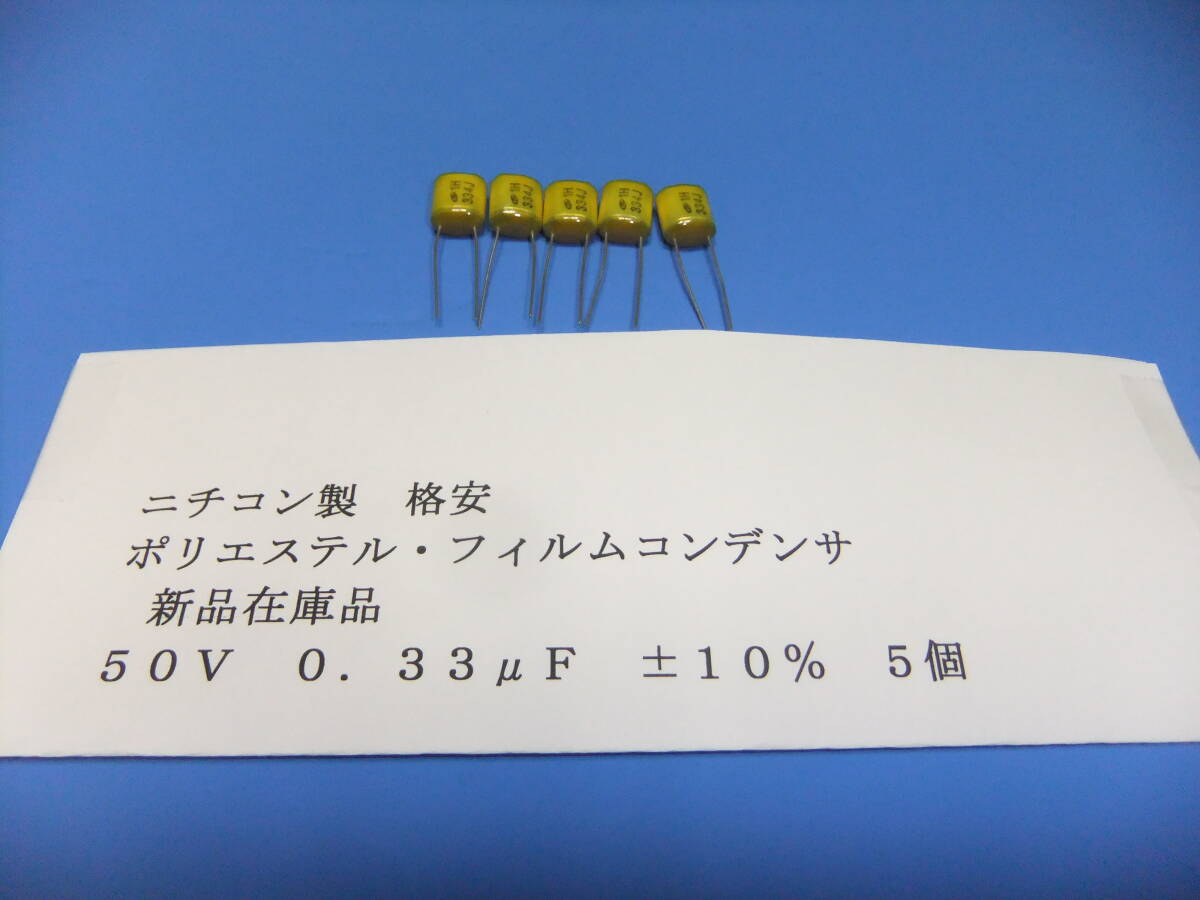 ニチコン製　格安
ポリエステル・フィルムコンデンサ
新品在庫品
５０Ｖ　０．３３μＦ　±１０％　５個